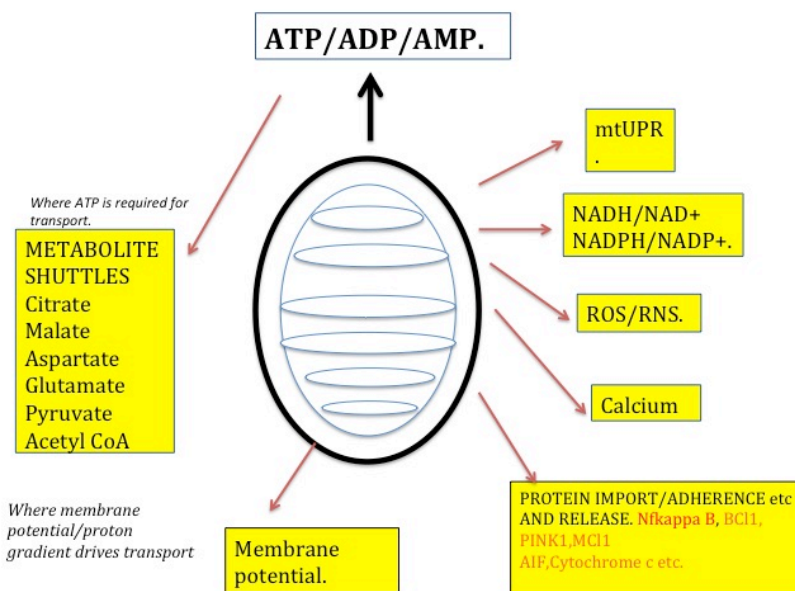 ATP/ADP/AMP.
mtUPR
.
Where ATP is required for
transport.
METABOLITE
SHUTTLES
Citrate
Malate
Aspartate
Glutamate
Pyruvate
Acetyl CoA
NADH/NAD+
NADPH/NADP+.
ROS/RNS.
Calcium
Where membrane
potential/proton
gradient drives transport
Membrane
potential.
PROTEIN IMPORT/ADHERENCE etc
AND RELEASE. Nfkappa B, BCl1,
PINK1,MCl1
AIF,Cytochrome c etc.